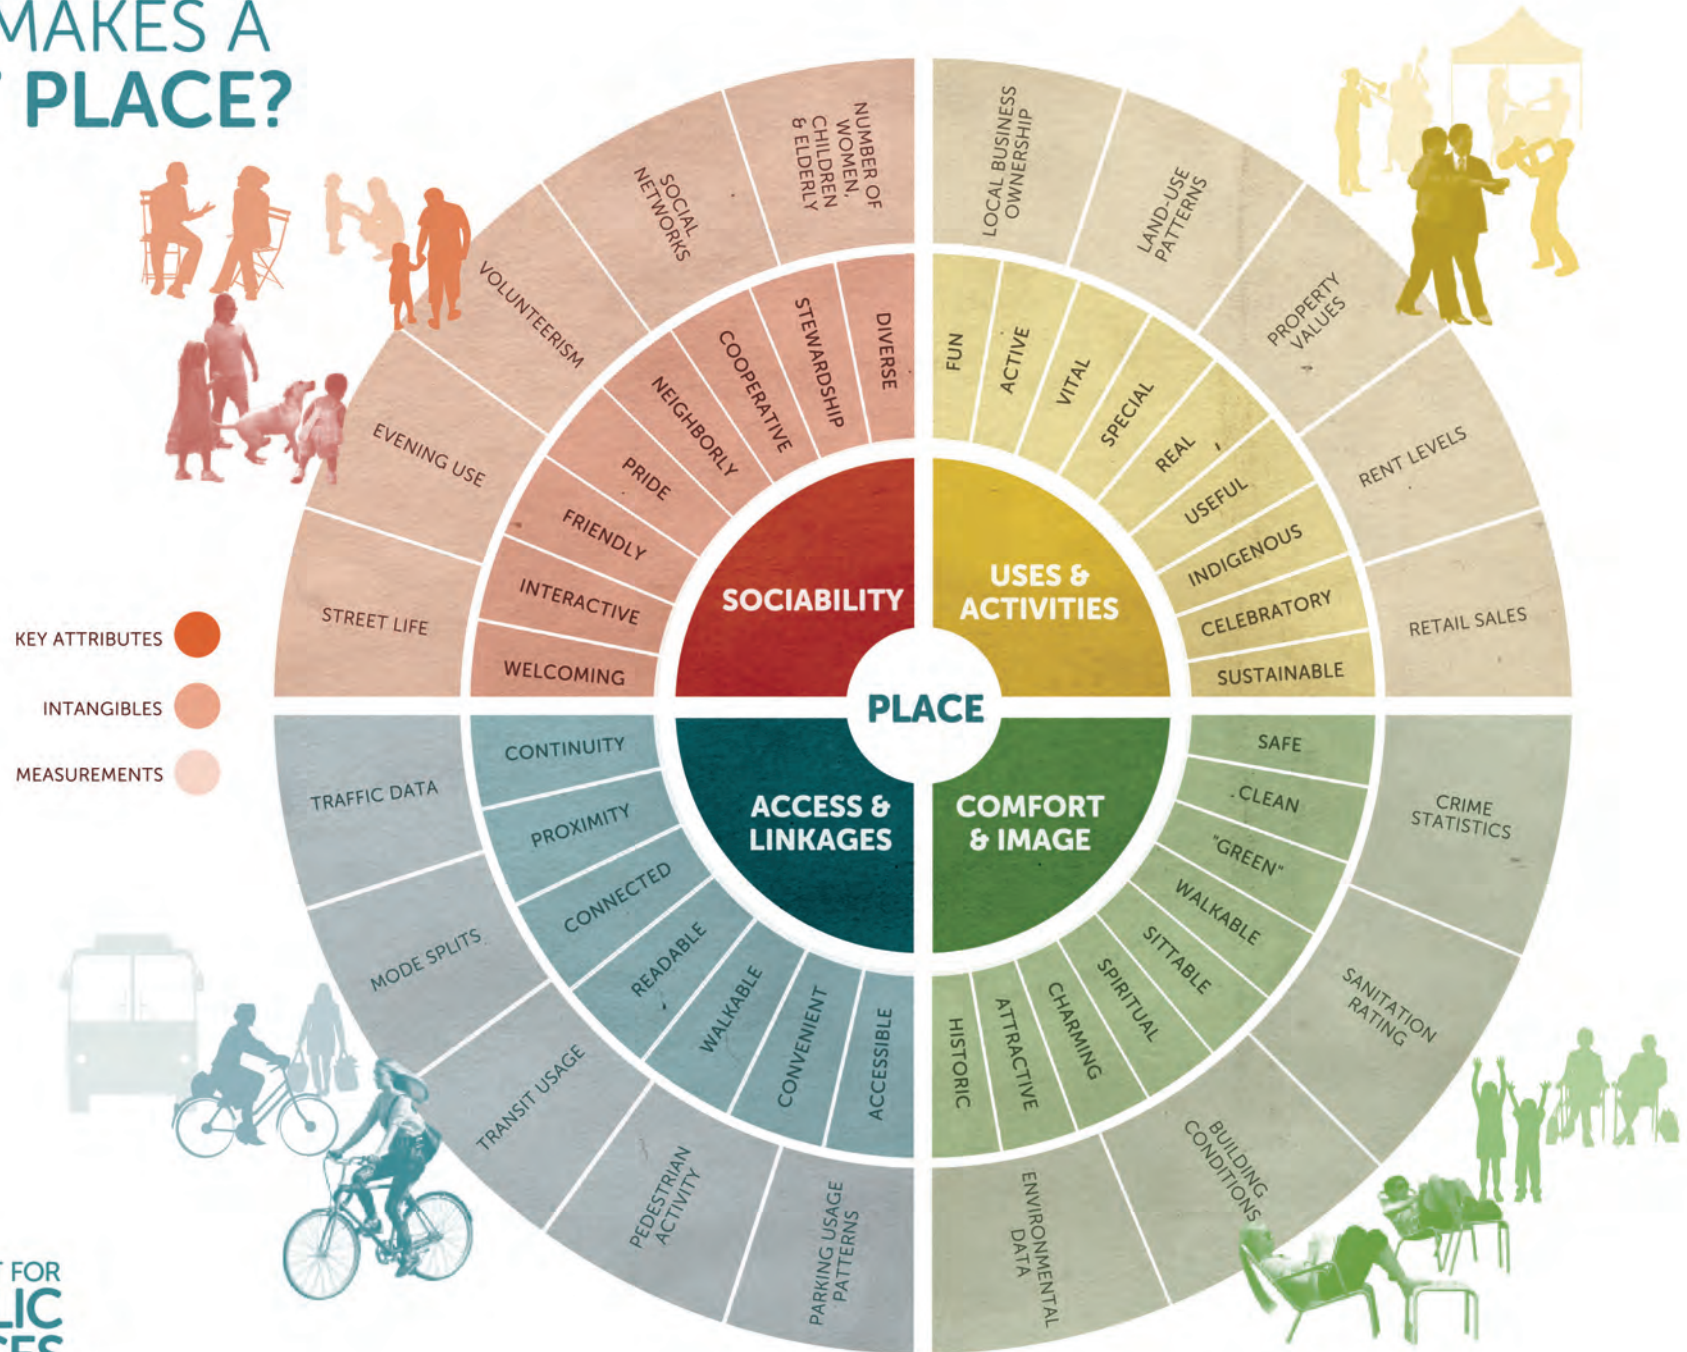 MAKES A
PLACE?
KEY ATTRIBUTES
INTANGIBLES
MEASUREMENTS
PLACE
SOCIABILITY
USES &
ACTIVITIES
ACCESS &
LINKAGES
COMFORT
& IMAGE
WELCOMING
INTERACTIVE
FRIENDLY
PRIDE
NEIGHBORLY
COOPERATIVE
STEWARDSHIP
DIVERSE
FUN
ACTIVE
VITAL
SPECIAL
REAL
USEFUL
INDIGENOUS
CELEBRATORY
SUSTAINABLE
SAFE
CLEAN
"GREEN"
WALKABLE
SITTABLE
SPIRITUAL
CHARMING
ATTRACTIVE
HISTORIC
ACCESSIBLE
CONVENIENT
WALKABLE
READABLE
CONNECTED
PROXIMITY
CONTINUITY
STREET LIFE
EVENING USE
VOLUNTEERISM
SOCIAL
NETWORKS
NUMBER OF
WOMEN,
CHILDREN
& ELDERLY
LOCAL BUSINESS
OWNERSHIP
LAND-USE
PATTERNS
PROPERTY
VALUES
RENT LEVELS
RETAIL SALES
CRIME
STATISTICS
SANITATION
RATING
BUILDING
CONDITIONS
ENVIRONMENTAL
DATA
PARKING USAGE
PATTERNS
PEDESTRIAN
ACTIVITY
TRANSIT USAGE
MODE SPLITS
TRAFFIC DATA
FOR
LIC